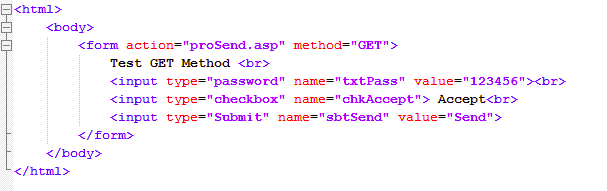 <html>
<body>
<form action="proSend.asp" method="GET">
Test GET Method <br>
<input type="password" name="txtPass" value="123456"><br>
<input type="checkbox" name="chkAccept"> Accept<br>
<input type="Submit" name="sbtSend" value="Send">
</form>
</body>
</html>